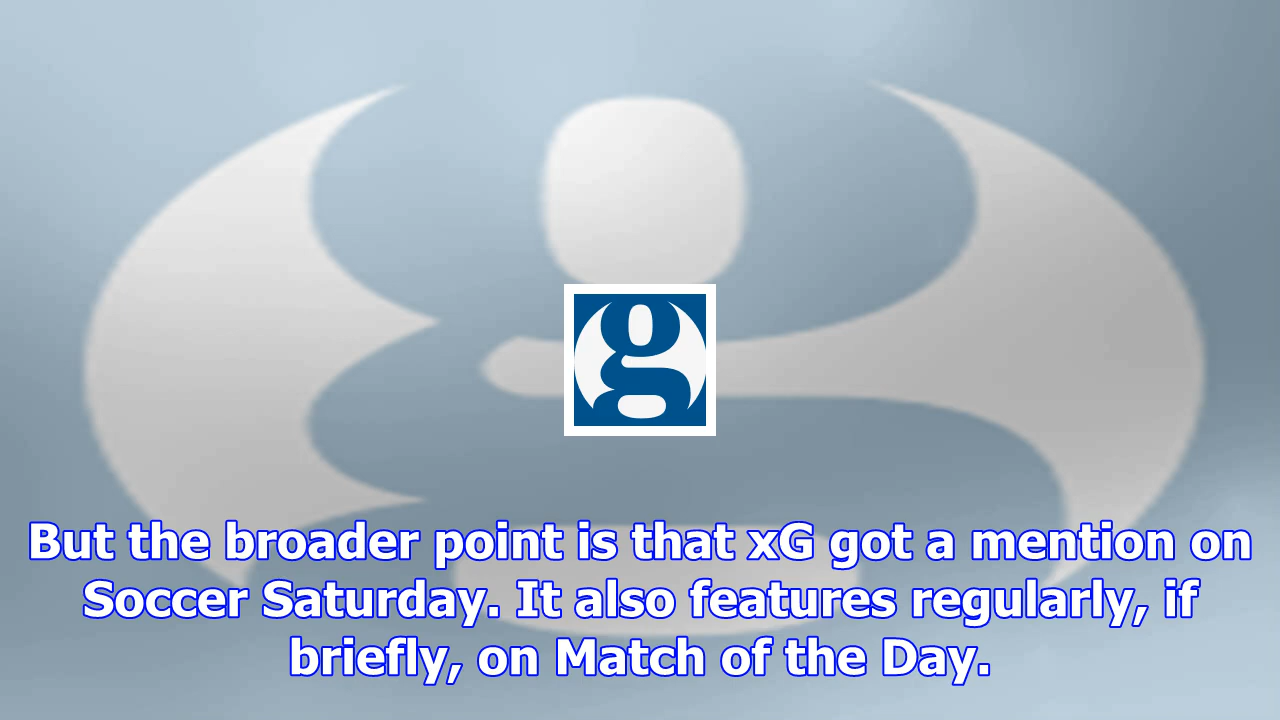 g
But the broader point is that xG got a mention on
Soccer Saturday. It also features regularly, if
briefly, on Match of the Day.